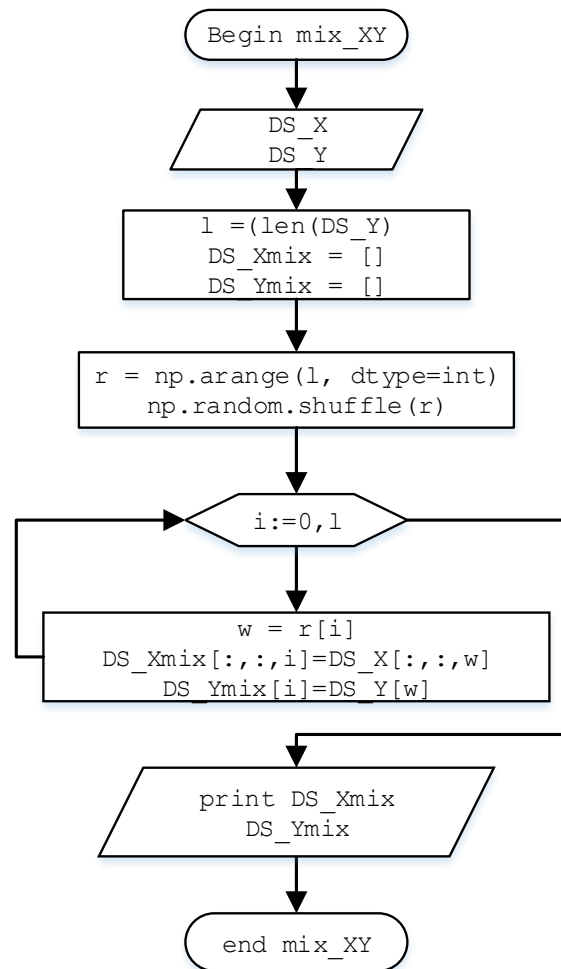 Begin mix_XY
DS_X
DS_Y
l =(len(DS_Y)
DS_Xmix = []
DS_Ymix = []
r = np.arange(l, dtype=int)
np.random.shuffle(r)
i:=0,l
w = r[i]
DS_Xmix[:,:,i]=DS_X[:,:,w]
DS_Ymix[i]=DS_Y[w]
print DS_Xmix
DS_Ymix
end mix_XY